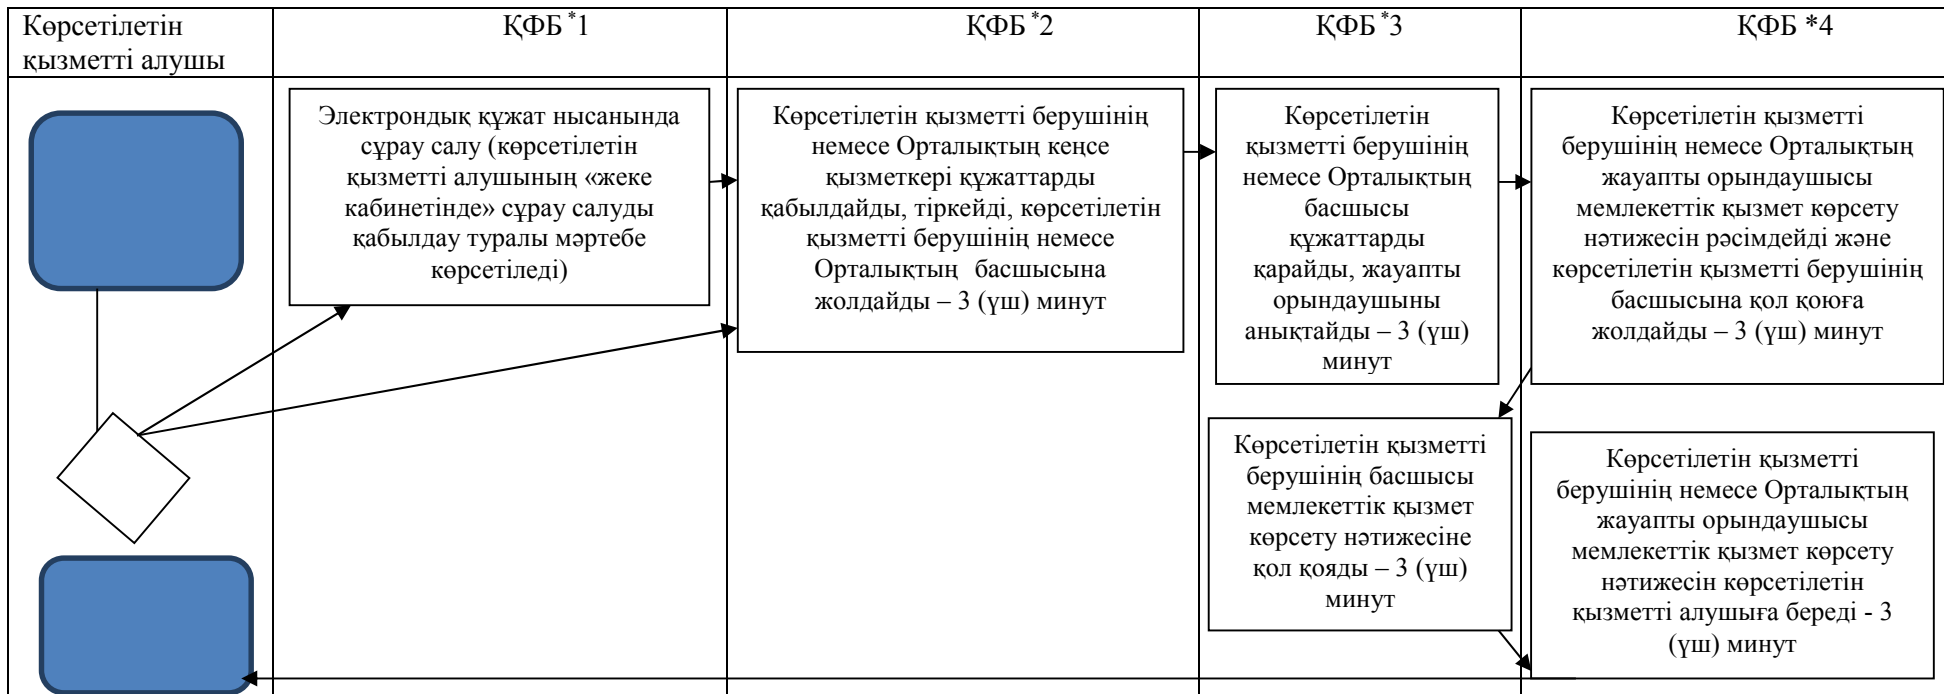 Көрсетілетін
қызметті алушы
ҚФБ *1
ҚФБ *2
ҚФБ *3
ҚФБ *4
Электрондық құжат нысанында
сұрау салу (көрсетілетін
қызметті алушының «жеке
кабинетінде» сұрау салуды
қабылдау туралы мәртебе
көрсетіледі)
Көрсетілетін қызметті берушінің
немесе Орталықтың кеңсе
қызметкері құжаттарды
қабылдайды, тіркейді, көрсетілетін
қызметті берушінің немесе
Орталықтың басшысына
жолдайды – 3 (үш) минут
Көрсетілетін
қызметті берушінің
немесе Орталықтың
басшысы
құжаттарды
қарайды, жауапты
орындаушыны
анықтайды – 3 (үш)
минут
Көрсетілетін қызметті
берушінің немесе Орталықтың
жауапты орындаушысы
мемлекеттік қызмет көрсету
нәтижесін рәсімдейді және
көрсетілетін қызметті берушінің
басшысына қол қоюға
жолдайды – 3 (үш) минут
Көрсетілетін қызметті
берушінің басшысы
мемлекеттік қызмет
көрсету нәтижесіне
қол қояды – 3 (үш)
минут
Көрсетілетін қызметті
берушінің немесе Орталықтың
жауапты орындаушысы
мемлекеттік қызмет көрсету
нәтижесін көрсетілетін
қызметті алушыға береді - 3
(үш) минут